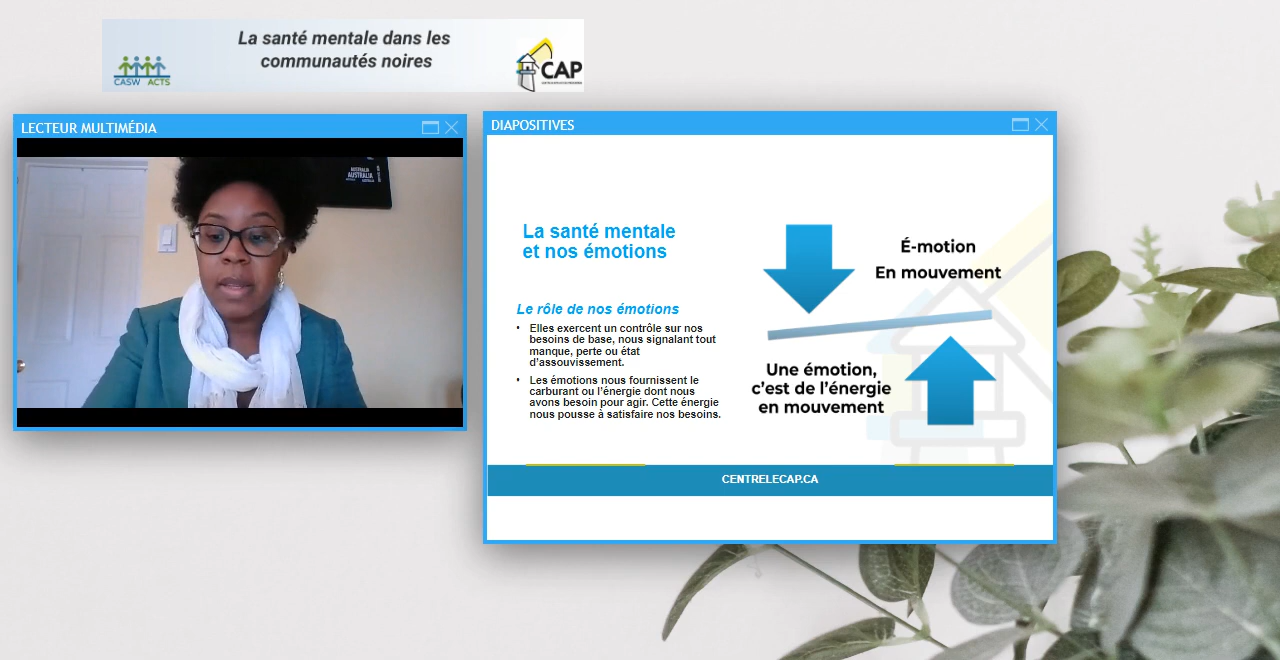 La santé mentale dans les
communautés noires
CASW ACTS
CAP
LECTEUR MULTIMÉDIA
AUSTRALIA
AUSTRALIA
DIAPOSITIVES
La santé mentale
et nos émotions
Le rôle de nos émotions
• Elles exercent un contrôle sur nos
besoins de base, nous signalant tout
manque, perte ou état
d'assouvissement.
• Les émotions nous fournissent le
carburant ou l'énergie dont nous
avons besoin pour agir. Cette énergie
nous pousse à satisfaire nos besoins.
É-motion
En mouvement
Une émotion,
c'est de l'énergie
en mouvement
CENTRELECAP.CA